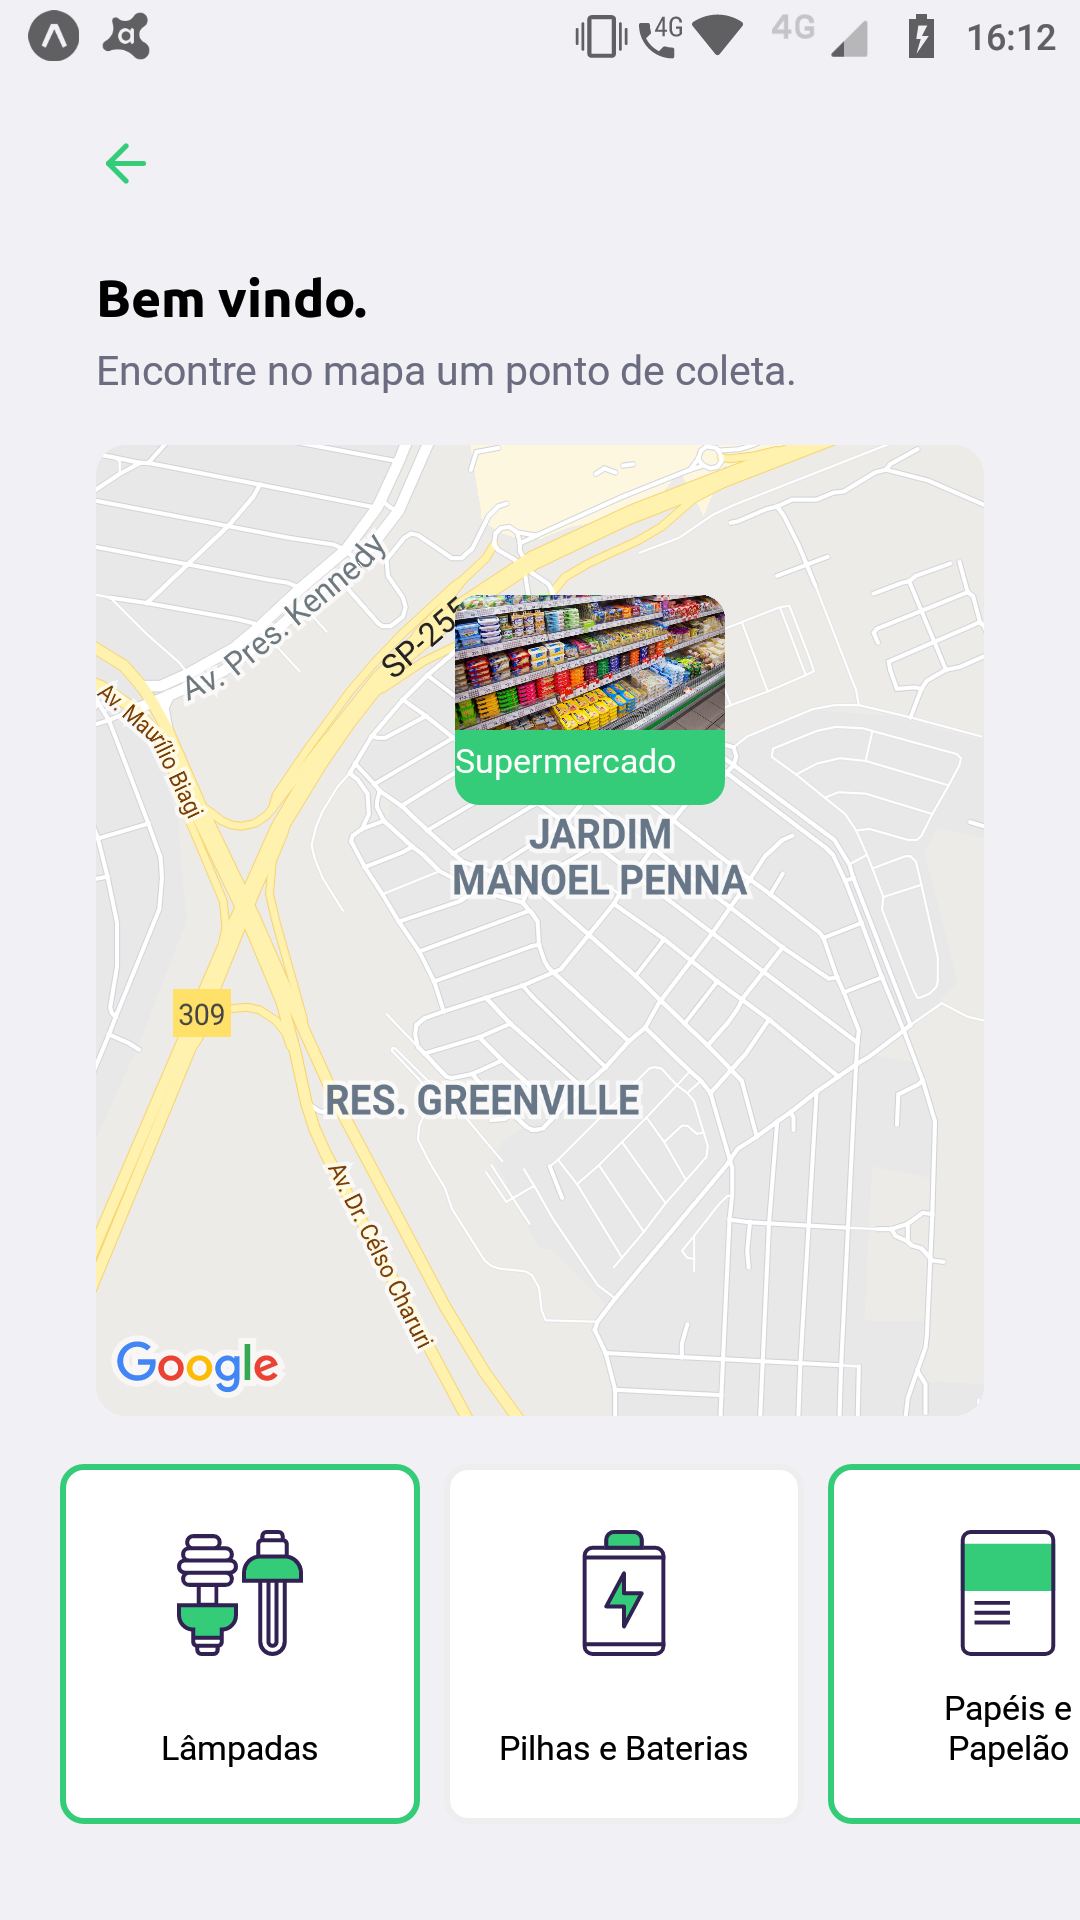 4G
4G
16:12
Bem vindo.
Encontre no mapa um ponto de coleta.
Av. Pres. Kennedy
SP-255
Av. Maurílio Biagi
Supermercado
JARDIM
MANOEL PENNA
309
RES. GREENVILLE
Av. Dr. Célso Charuri
Google
Lâmpadas
Pilhas e Baterias
Papéis e
Papelão